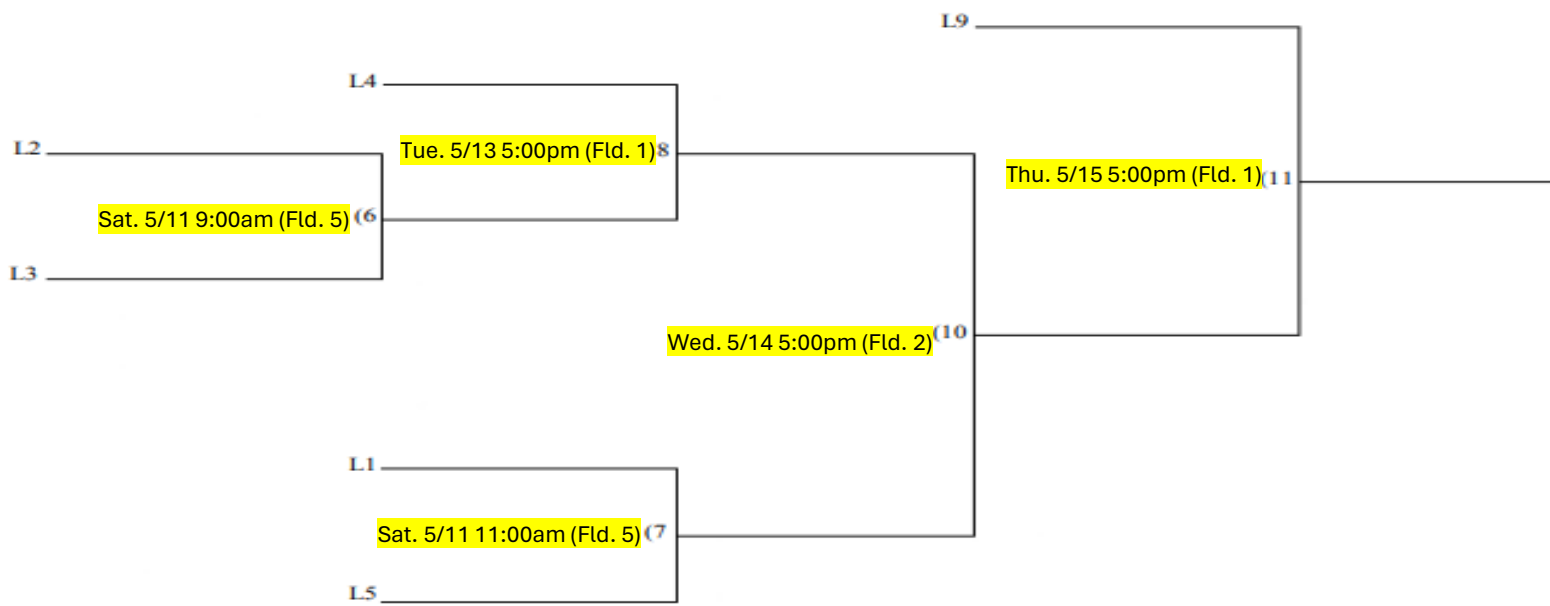 L9
L4
L2
Tue. 5/13 5:00pm (Fld. 1) 8
Thu. 5/15 5:00pm (Fld. 1) (11
Sat. 5/11 9:00am (Fld. 5) (6
L3
Wed. 5/14 5:00pm (Fld. 2) (10
L1
Sat. 5/11 11:00am (Fld. 5) (7
L5